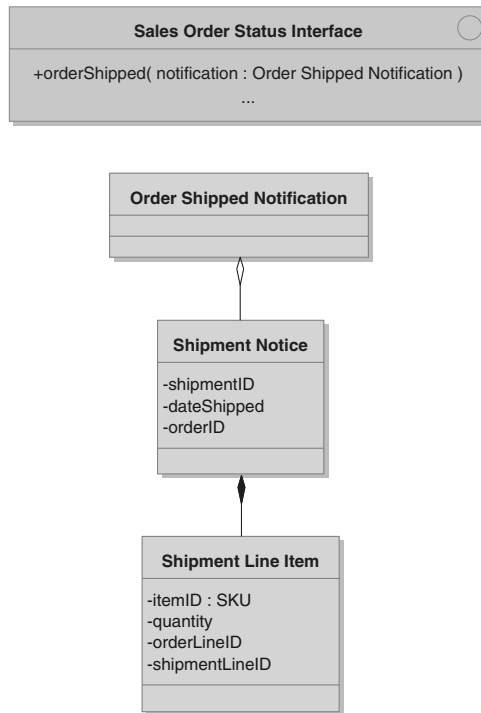 Sales Order Status Interface
+orderShipped( notification : Order Shipped Notification )
...
Order Shipped Notification
Shipment Notice
-shipmentID
-dateShipped
-orderID
Shipment Line Item
-itemID : SKU
-quantity
-orderLineID
-shipmentLineID